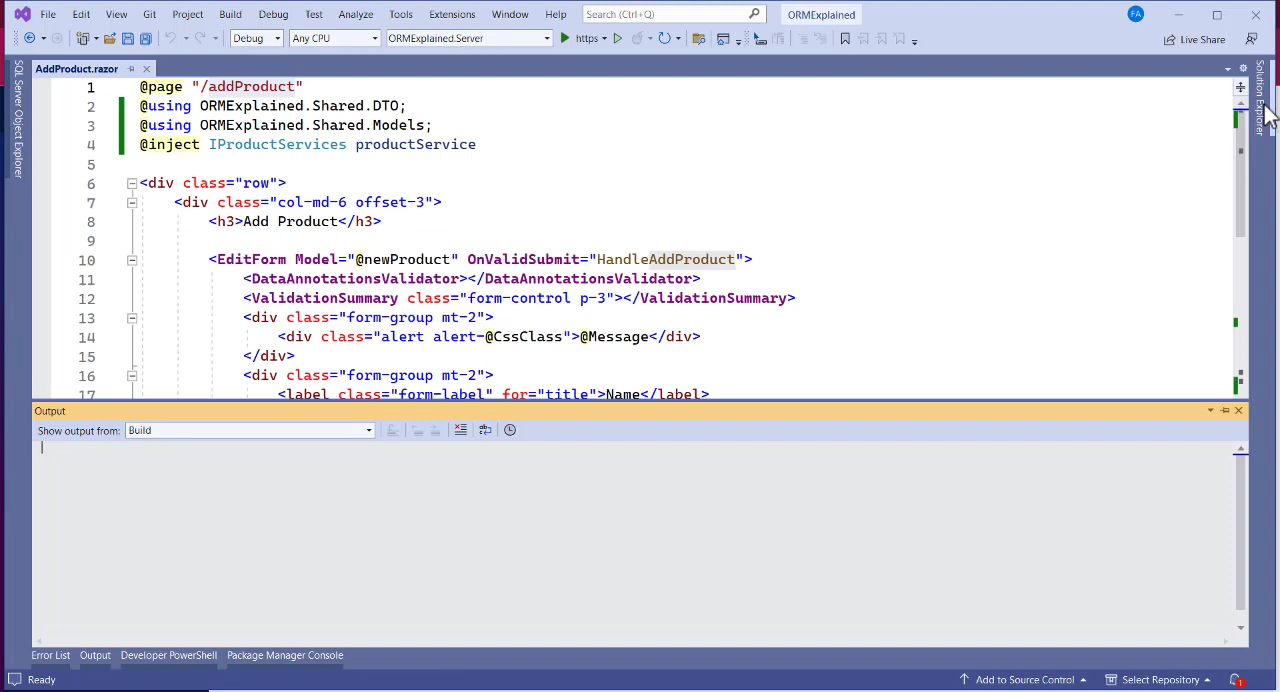 File Edit View Git Project Build Debug Test Analyze Tools Extensions Window Help Search (Ctrl+Q) ORMExplained FA
Debug Any CPU ORMExplained.Server https Live Share
SQL Server Object Explorer
AddProduct.razor
Solution Explorer
1 @page "/addProduct"
2 @using ORMExplained.Shared.DTO;
3 @using ORMExplained.Shared.Models;
4 @inject IProductServices productService
5
6 <div class="row">
7 <div class="col-md-6 offset-3">
8 <h3>Add Product</h3>
9
10 <EditForm Model="@newProduct" OnValidSubmit="HandleAddProduct">
11 <DataAnnotationsValidator></DataAnnotationsValidator>
12 <ValidationSummary class="form-control p-3"></ValidationSummary>
13 <div class="form-group mt-2">
14 <div class="alert alert-@CssClass">@Message</div>
15 </div>
16 <div class="form-group mt-2">
17 <label class="form-label" for="title">Name</label>
Output
Show output from: Build
Error List Output Developer PowerShell Package Manager Console
Ready Add to Source Control Select Repository 1